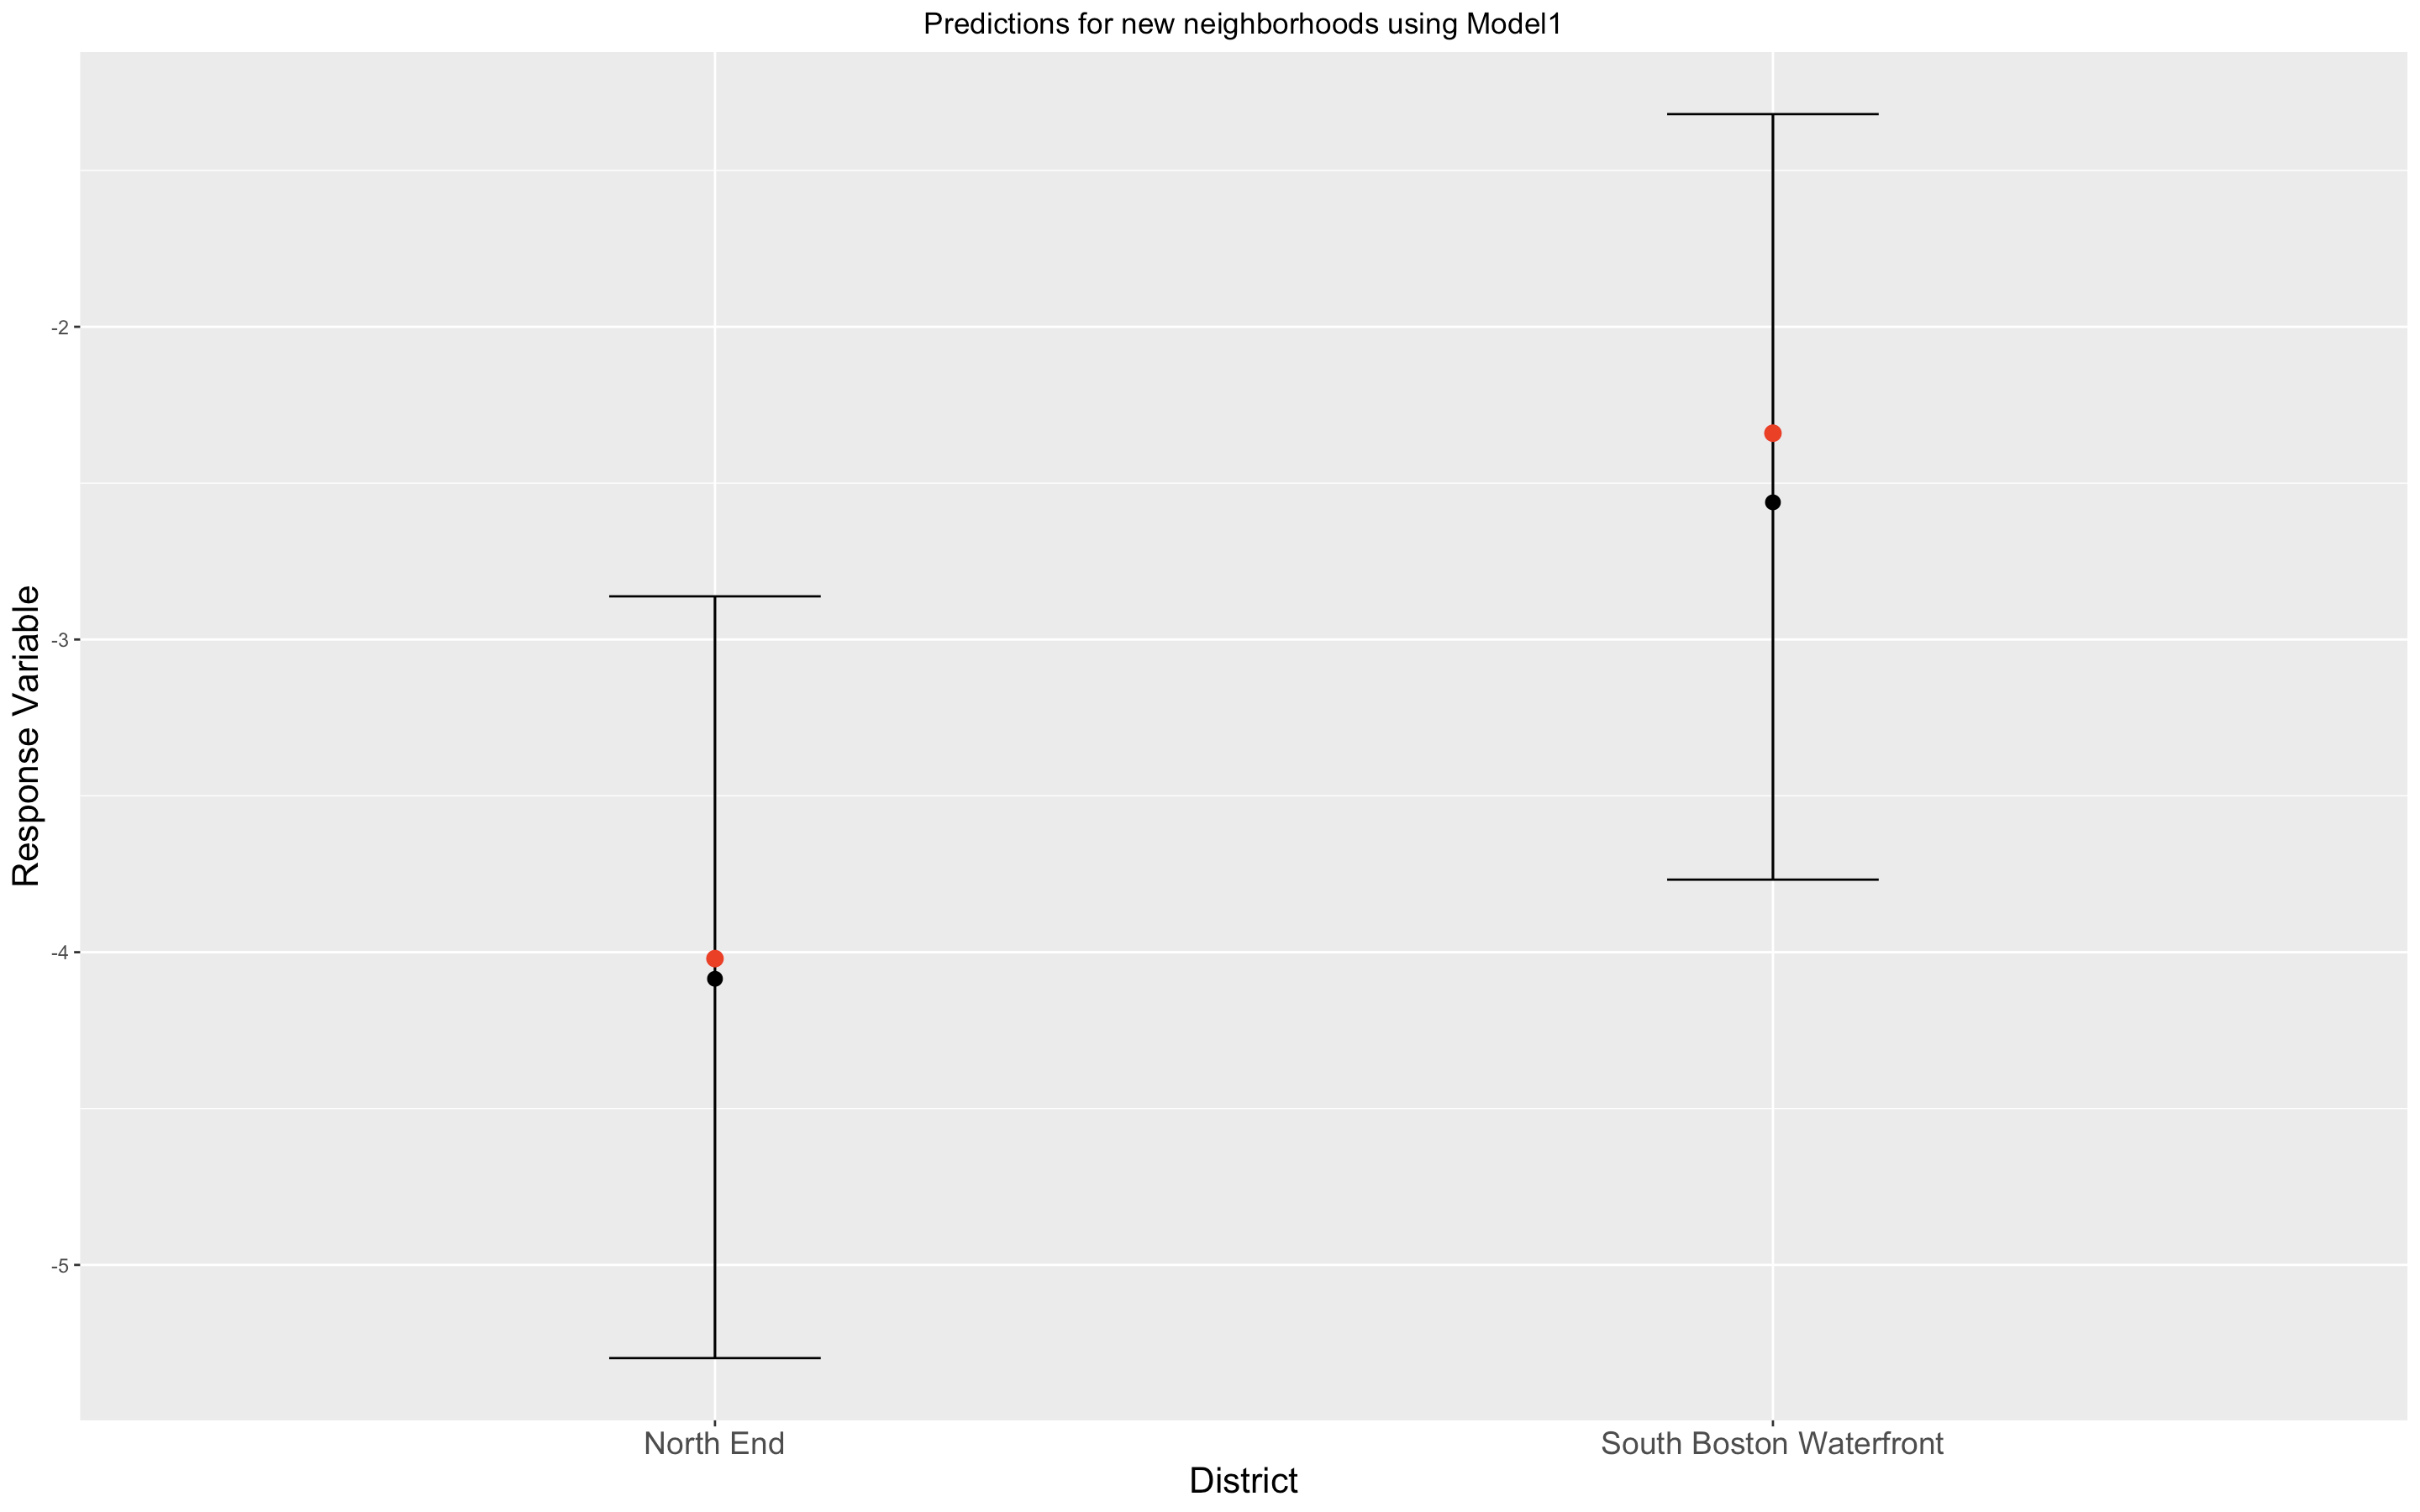 Predictions for new neighborhoods using Model1
Response Variable
-2
-3
-4
-5
North End
South Boston Waterfront
District